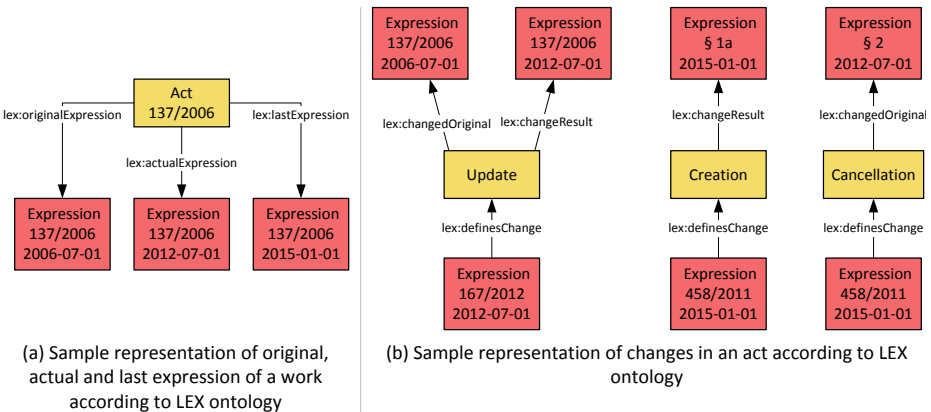 Act
137/2006
lex:originalExpression
lex:lastExpression
lex:actualExpression
Expression
137/2006
2006-07-01
Expression
137/2006
2012-07-01
Expression
137/2006
2015-01-01
(a) Sample representation of original,
actual and last expression of a work
according to LEX ontology
Expression
137/2006
2006-07-01
Expression
137/2006
2012-07-01
Expression
§ 1a
2015-01-01
Expression
§ 2
2012-07-01
lex:changedOriginal
lex:changeResult
lex:changeResult
lex:changedOriginal
Update
Creation
Cancellation
lex:definesChange
lex:definesChange
lex:definesChange
Expression
167/2012
2012-07-01
Expression
458/2011
2015-01-01
Expression
458/2011
2015-01-01
(b) Sample representation of changes in an act according to LEX
ontology